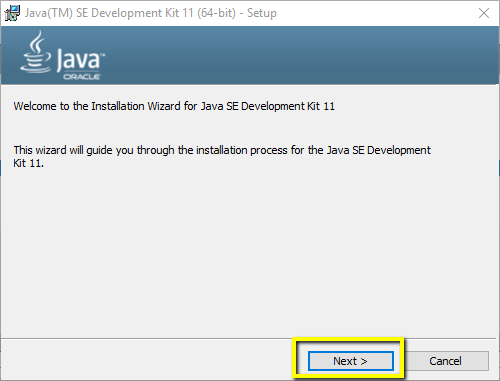 Java(TM) SE Development Kit 11 (64-bit) - Setup
Java™
ORACLE
Welcome to the Installation Wizard for Java SE Development Kit 11
This wizard will guide you through the installation process for the Java SE Development
Kit 11.
Next >
Cancel